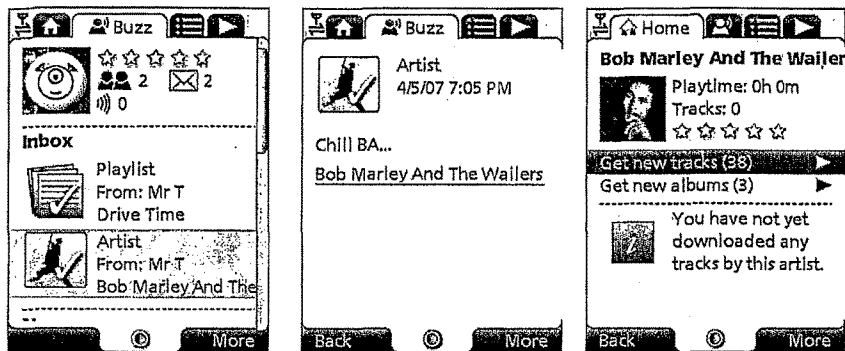 Buzz
2
2
0
Inbox
Playlist
From: Mr T
Drive Time
Artist
From: Mr T
Bob Marley And The
More
Buzz
Artist
4/5/07 7:05 PM
Chill BA...
Bob Marley And The Wailers
Back
More
Home
Bob Marley And The Wailer
Playtime: 0h 0m
Tracks: 0
Get new tracks (38)
Get new albums (3)
You have not yet
downloaded any
tracks by this artist.
Back
More